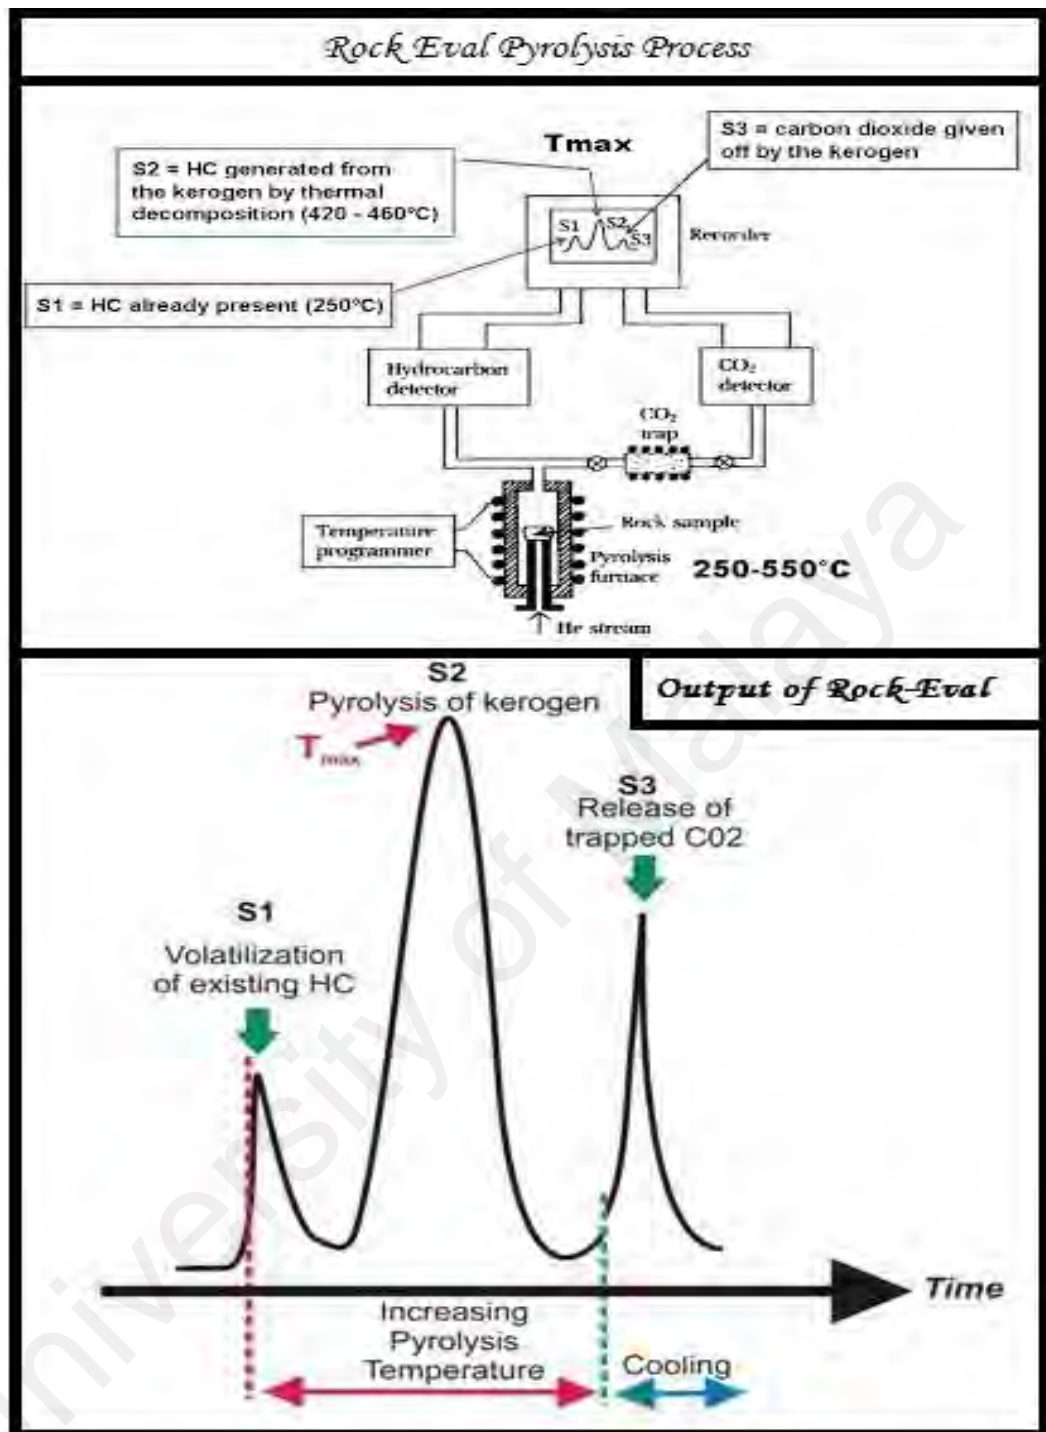 Rock Eval Pyrolysis Process
Tmax
S3 = carbon dioxide given
off by the kerogen
S2 = HC generated from
the kerogen by thermal
decomposition (420 - 460°C)
S1
S2
S3
Recorder
S1 = HC already present (250°C)
Hydrocarbon
detector
CO₂
detector
CO₂
trap
Temperature
programmer
Rock sample
Pyrolysis
furnace
250-550°C
He stream
Output of Rock-Eval
S2
Pyrolysis of kerogen
Tmax
S3
Release of
trapped C02
S1
Volatilization
of existing HC
Time
Increasing
Pyrolysis
Temperature
Cooling
University of Malaya